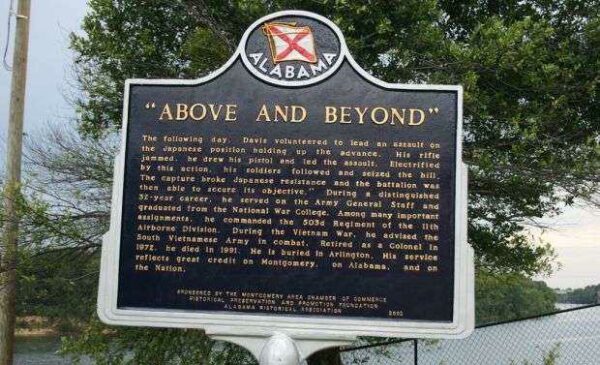 ALABAMA
"ABOVE AND BEYOND"
The following day, Davis volunteered to lead an assault on
the Japanese position holding up the advance. His rifle
jammed, he drew his pistol and led the assault. Electrified
by this action, his soldiers followed and seized the hill.
The capture broke Japanese resistance and the battalion was
then able to secure its objective." During a distinguished
32-year career, he served on the Army General Staff and
graduated from the National War College. Among many important
assignments, he commanded the 503d Regiment of the 11th
Airborne Division. During the Vietnam War, he advised the
South Vietnamese Army in combat. Retired as a Colonel in
1972, he died in 1991. He is buried in Arlington. His service
reflects great credit on Montgomery, on Alabama, and on
the Nation.
SPONSORED BY THE MONTGOMERY AREA CHAMBER OF COMMERCE
HISTORICAL PRESERVATION AND PROMOTION FOUNDATION
ALABAMA HISTORICAL ASSOCIATION